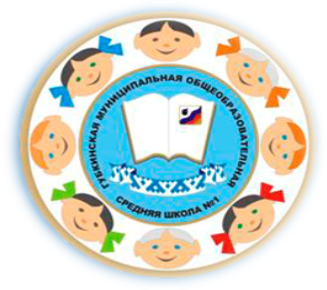 ГУБКИНСКАЯ МУНИЦИПАЛЬНАЯ ОБЩЕОБРАЗОВАТЕЛЬНАЯ
СРЕДНЯЯ ШКОЛА №1